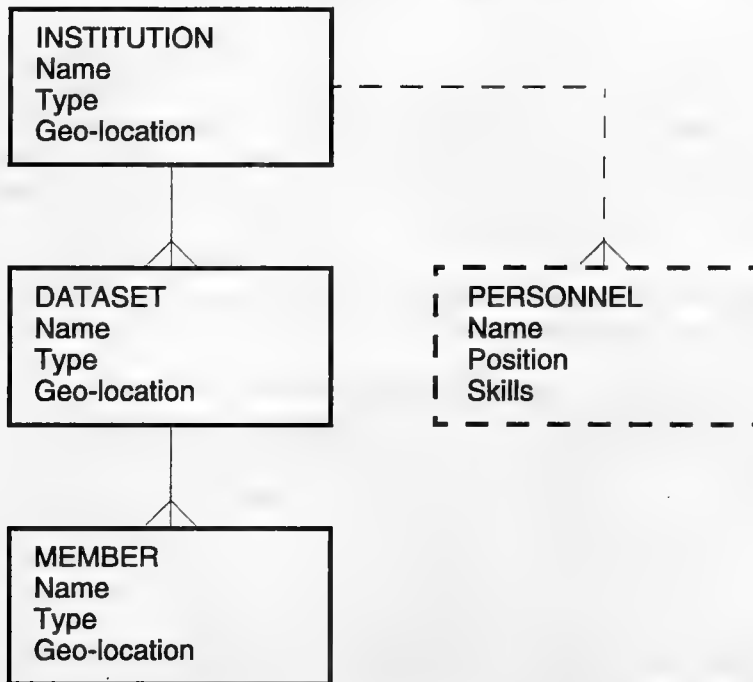 INSTITUTION
Name
Type
Geo-location
DATASET
Name
Type
Geo-location
PERSONNEL
Name
Position
Skills
MEMBER
Name
Type
Geo-location